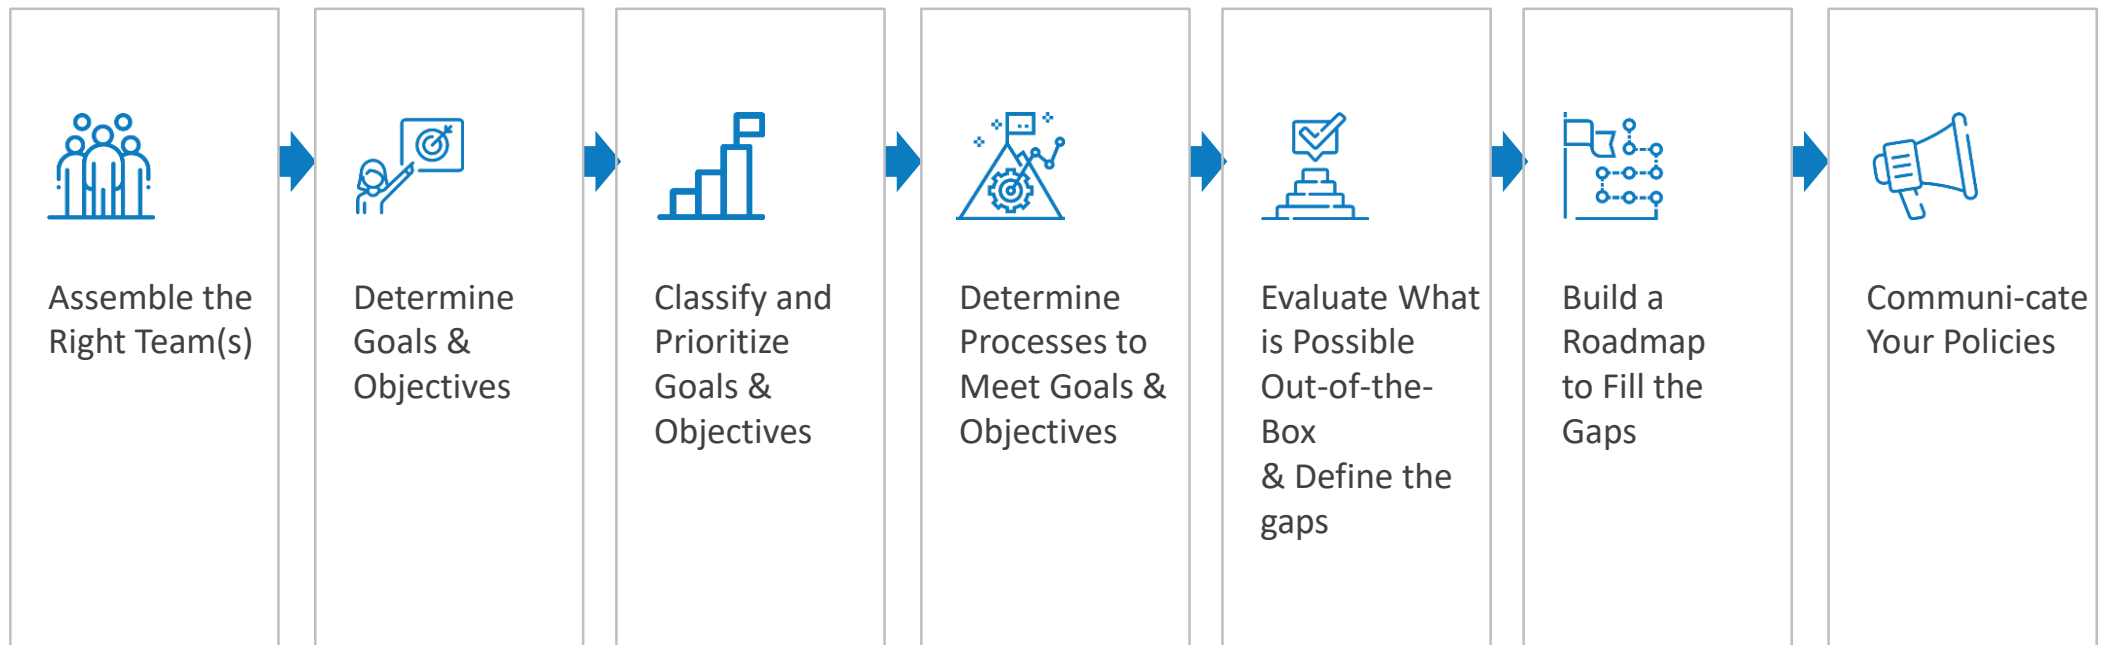 Assemble the
Right Team(s)
Determine
Goals &
Objectives
Classify and
Prioritize
Goals &
Objectives
Determine
Processes to
Meet Goals &
Objectives
Evaluate What
is Possible
Out-of-the-
Box
& Define the
gaps
Build a
Roadmap
to Fill the
Gaps
Communi-cate
Your Policies